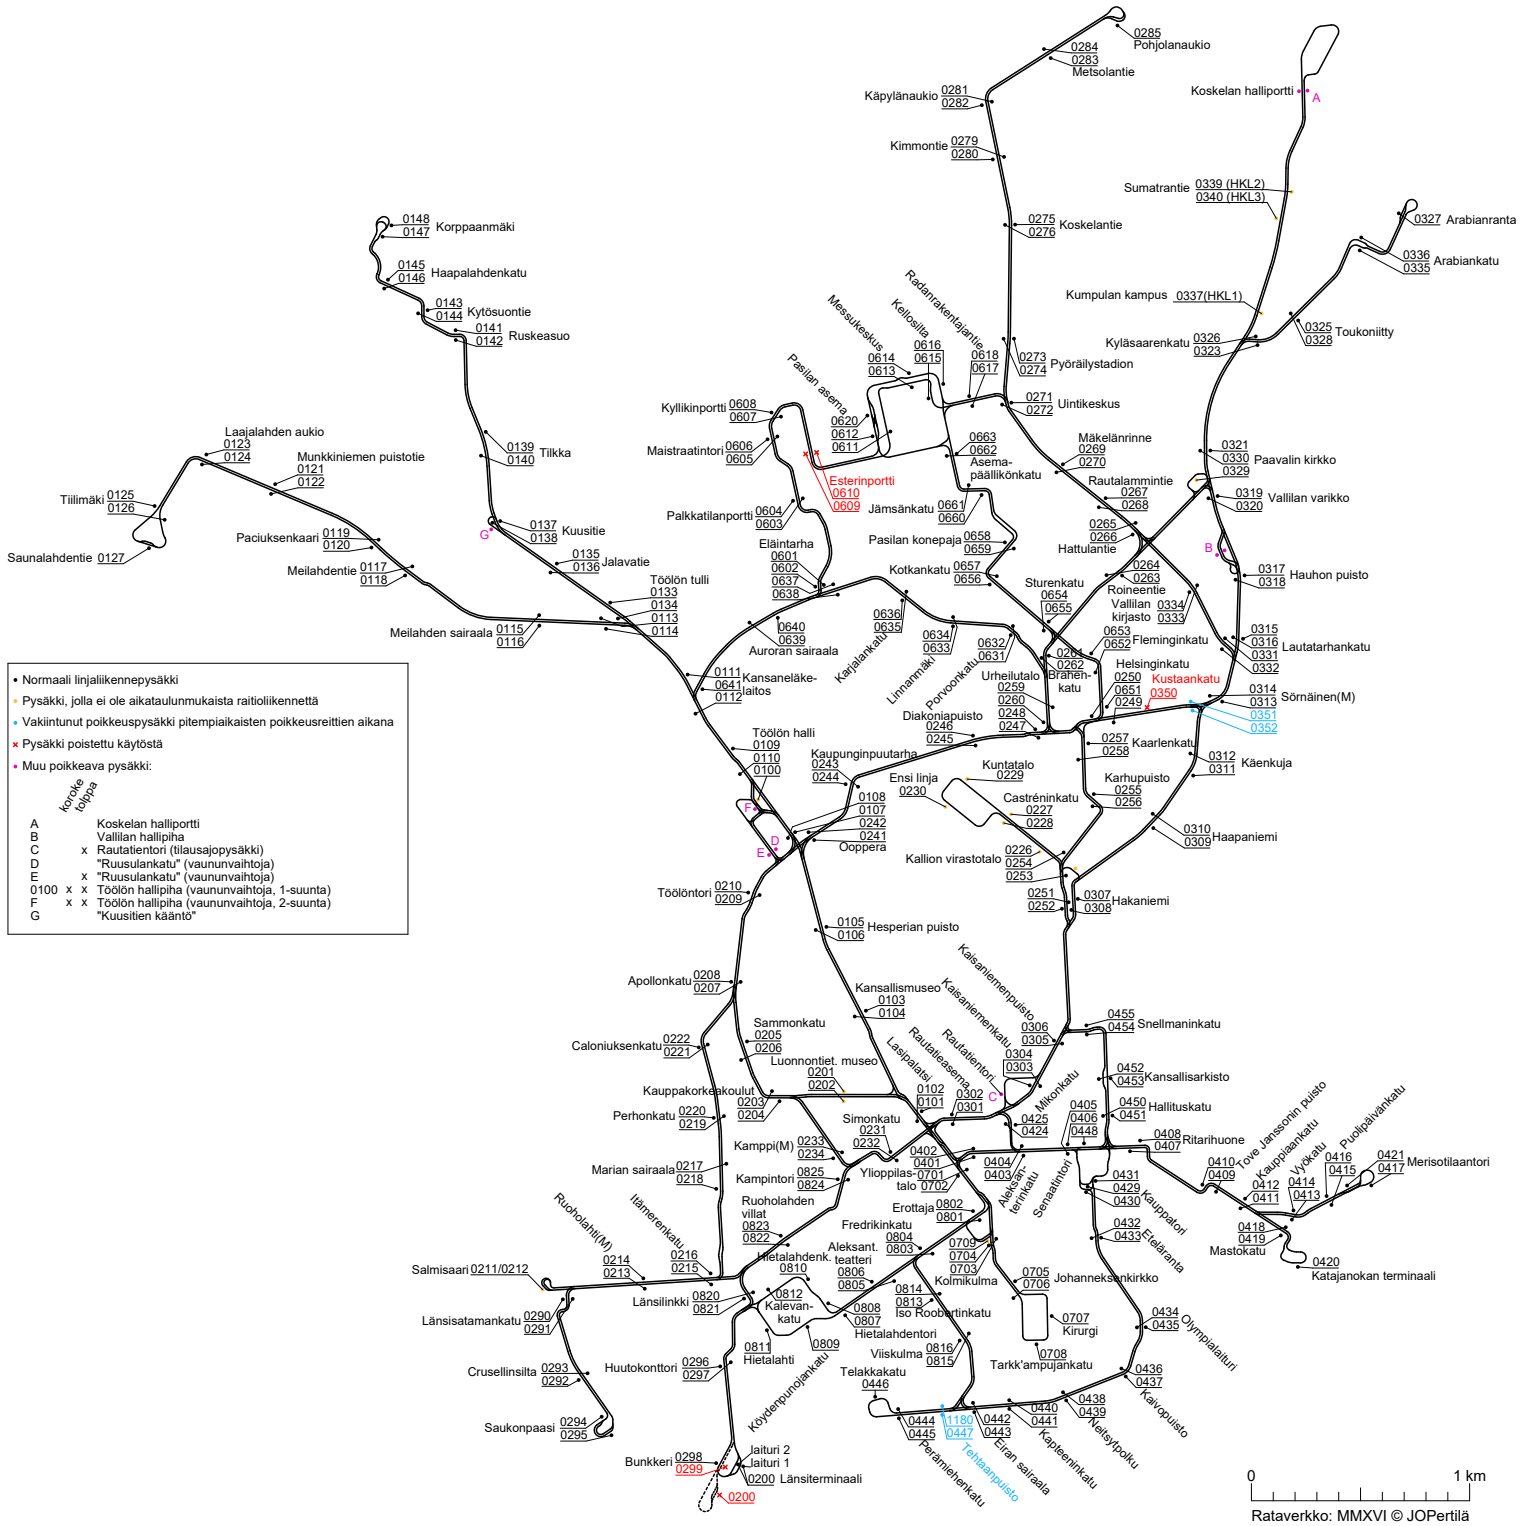 0285
Pohjolanaukio
0284
0283
Metsolantie
Koskelan halliportti
A
Käpylänaukio 0281
0282
Kimmontie 0279
0280
Sumatrantie 0339 (HKL2)
0340 (HKL3)
0327 Arabianranta
0148
0147
Korppaanmäki
0275
0276
Koskelantie
0336
0335
Arabiankatu
0145
0146
Haapalahdenkatu
Kumpulan kampus 0337(HKL1)
0143
0144
Kytösuontie
0141
0142
Ruskeasuo
Radanrakentajantie
Kellosilta
Messukeskus
Pasilan asema
0616
0615
0614
0613
0618
0617
0273
0274
Pyöräilystadion
Kyläsaarenkatu 0326
0323
0325
0328
Toukoniitty
Kyllikinportti 0608
0607
0620
0612
0611
0271
0272
Uintikeskus
Maistraatintori 0606
0605
0663
0662
Asema-
päällikönkatu
Mäkelänrinne
0269
0270
0321
0330
0329
Paavalin kirkko
Laajalahden aukio
0123
0124
0139
0140
Tilkka
Munkkiniemen puistotie
0121
0122
Esterinportti
0610
0609
Rautalammintie
0267
0268
0319
0320
Vallilan varikko
Tiilimäki 0125
0126
Palkkatilanportti 0604
0603
Jämsänkatu 0661
0660
0265
0266
Hattulantie
Saunalahdentie 0127
Paciuksenkaari 0119
0120
G
0137
0138
Kuusitie
Eläintarha
0601
0602
0637
0638
Pasilan konepaja 0658
0659
B
Meilahdentie 0117
0118
0135
0136
Jalavatie
Kotkankatu 0657
0656
0264
0263
Roineentie
0317
0318
Hauhon puisto
Töölön tulli
0133
0134
0113
0114
Sturenkatu
0654
0655
Vallilan
kirjasto
0334
0333
Meilahden sairaala 0115
0116
0640
0639
Auroran sairaala
0636
0635
Karjalankatu
0634
0633
Linnanmäki
0632
0631
Porvoonkatu
0653
0652
Fleminginkatu
0315
0316
0331
0332
Lautatarhankatu
0261
0262
Brahen-
katu
Helsinginkatu
0250
0651
0249
Kustaankatu
0350
0111
0641
0112
Kansaneläke-
laitos
Urheilutalo
0259
0260
0248
0247
Diakoniapuisto
0246
0245
0314
0313
Sörnäinen(M)
0351
0352
Normaali linjaliikennepysäkki
Pysäkki, jolla ei ole aikataulunmukaista raitioliikennettä
Vakiintunut poikkeuspysäkki pitempiaikaisten poikkeusreittien aikana
Pysäkki poistettu käytöstä
Muu poikkeava pysäkki:
koroke
tolppa
A Koskelan halliportti
B Vallilan hallipiha
C x Rautatientori (tilausajopysäkki)
D "Ruusulankatu" (vaununvaihtoja)
E x "Ruusulankatu" (vaununvaihtoja)
0100 x x Töölön hallipiha (vaununvaihtoja, 1-suunta)
F x x Töölön hallipiha (vaununvaihtoja, 2-suunta)
G "Kuusitien kääntö"
Töölön halli
0109
0110
0100
Kaupunginpuutarha
0243
0244
0257
0258
Kaarlenkatu
0312
0311
Käenkuja
Ensi linja
0230
Kuntatalo
0229
Karhupuisto
0255
0256
F
D
E
0108
0107
0242
0241
Ooppera
Castréninkatu
0227
0228
0310
0309
Haapaniemi
Kallion virastotalo
0226
0254
0253
Töölöntori 0210
0209
0251
0252
0307
0308
Hakaniemi
0105
0106
Hesperian puisto
Apollonkatu 0208
0207
Kansallismuseo
0103
0104
Kaisaniemenpuisto
0306
0305
Kaisaniemenkatu
0304
0303
Rautatientori
C
Rautatieasema
0302
0301
Lasipalatsi
0102
0101
0455
0454
Snellmaninkatu
Caloniuksenkatu 0222
0221
Sammonkatu
0205
0206
Luonnontiet. museo
0201
0202
0452
0453
Kansallisarkisto
Kauppakorkeakoulut
0203
0204
Mikonkatu
0425
0424
0405
0406
0448
0450
0451
Hallituskatu
Perhonkatu 0220
0219
Simonkatu
0231
0232
0408
0407
Ritarihuone
Kamppi(M) 0233
0234
0402
0401
0701
0702
Ylioppilas-
talo
0404
0403
Aleksan-
terinkatu
Senaatintori
0410
0409
Tove Janssonin puisto
0412
0411
Kauppiaankatu
0414
0413
Vyökatu
0416
0415
Puolipäivänkatu
0421
0417
Merisotilaantori
Marian sairaala 0217
0218
Kampintori 0825
0824
0431
0429
0430
Kauppatori
Ruoholahden
villat
0823
0822
Erottaja 0802
0801
0432
0433
Eteläranta
0418
0419
Mastokatu
0420
Katajanokan terminaali
Ruoholahti(M)
0214
0213
Itämerenkatu
0216
0215
Fredrikinkatu
0804
0803
0709
0704
0703
Kolmikulma
Salmisaari 0211/0212
Hietalahdenk.
0810
Aleksant.
teatteri
0806
0805
0705
0706
Johanneksenkirkko
Länsisatamankatu 0290
0291
Länsilinkki 0820
0821
0812
Kalevan-
katu
0814
0813
Iso Roobertinkatu
0808
0807
Hietalahdentori
0707
Kirurgi
0434
0435
Olympialaituri
0811
Hietalahti
0809
Köydenpunojankatu
Viiskulma 0816
0815
0708
Tarkk'ampujankatu
Crusellinsilta 0293
0292
Huutokonttori 0296
0297
Telakkakatu
0446
0436
0437
Kaivopuisto
0438
0439
Neitsytpolku
Saukonpaasi 0294
0295
0444
0445
Perämiehenkatu
1180
0447
Tehtaanpuisto
0442
0443
Eiran sairaala
0440
0441
Kapteeninkatu
Bunkkeri 0298
0299
laituri 2
laituri 1
0200 Länsiterminaali
0200
0 1 km
Rataverkko: MMXVI © JOPertilä